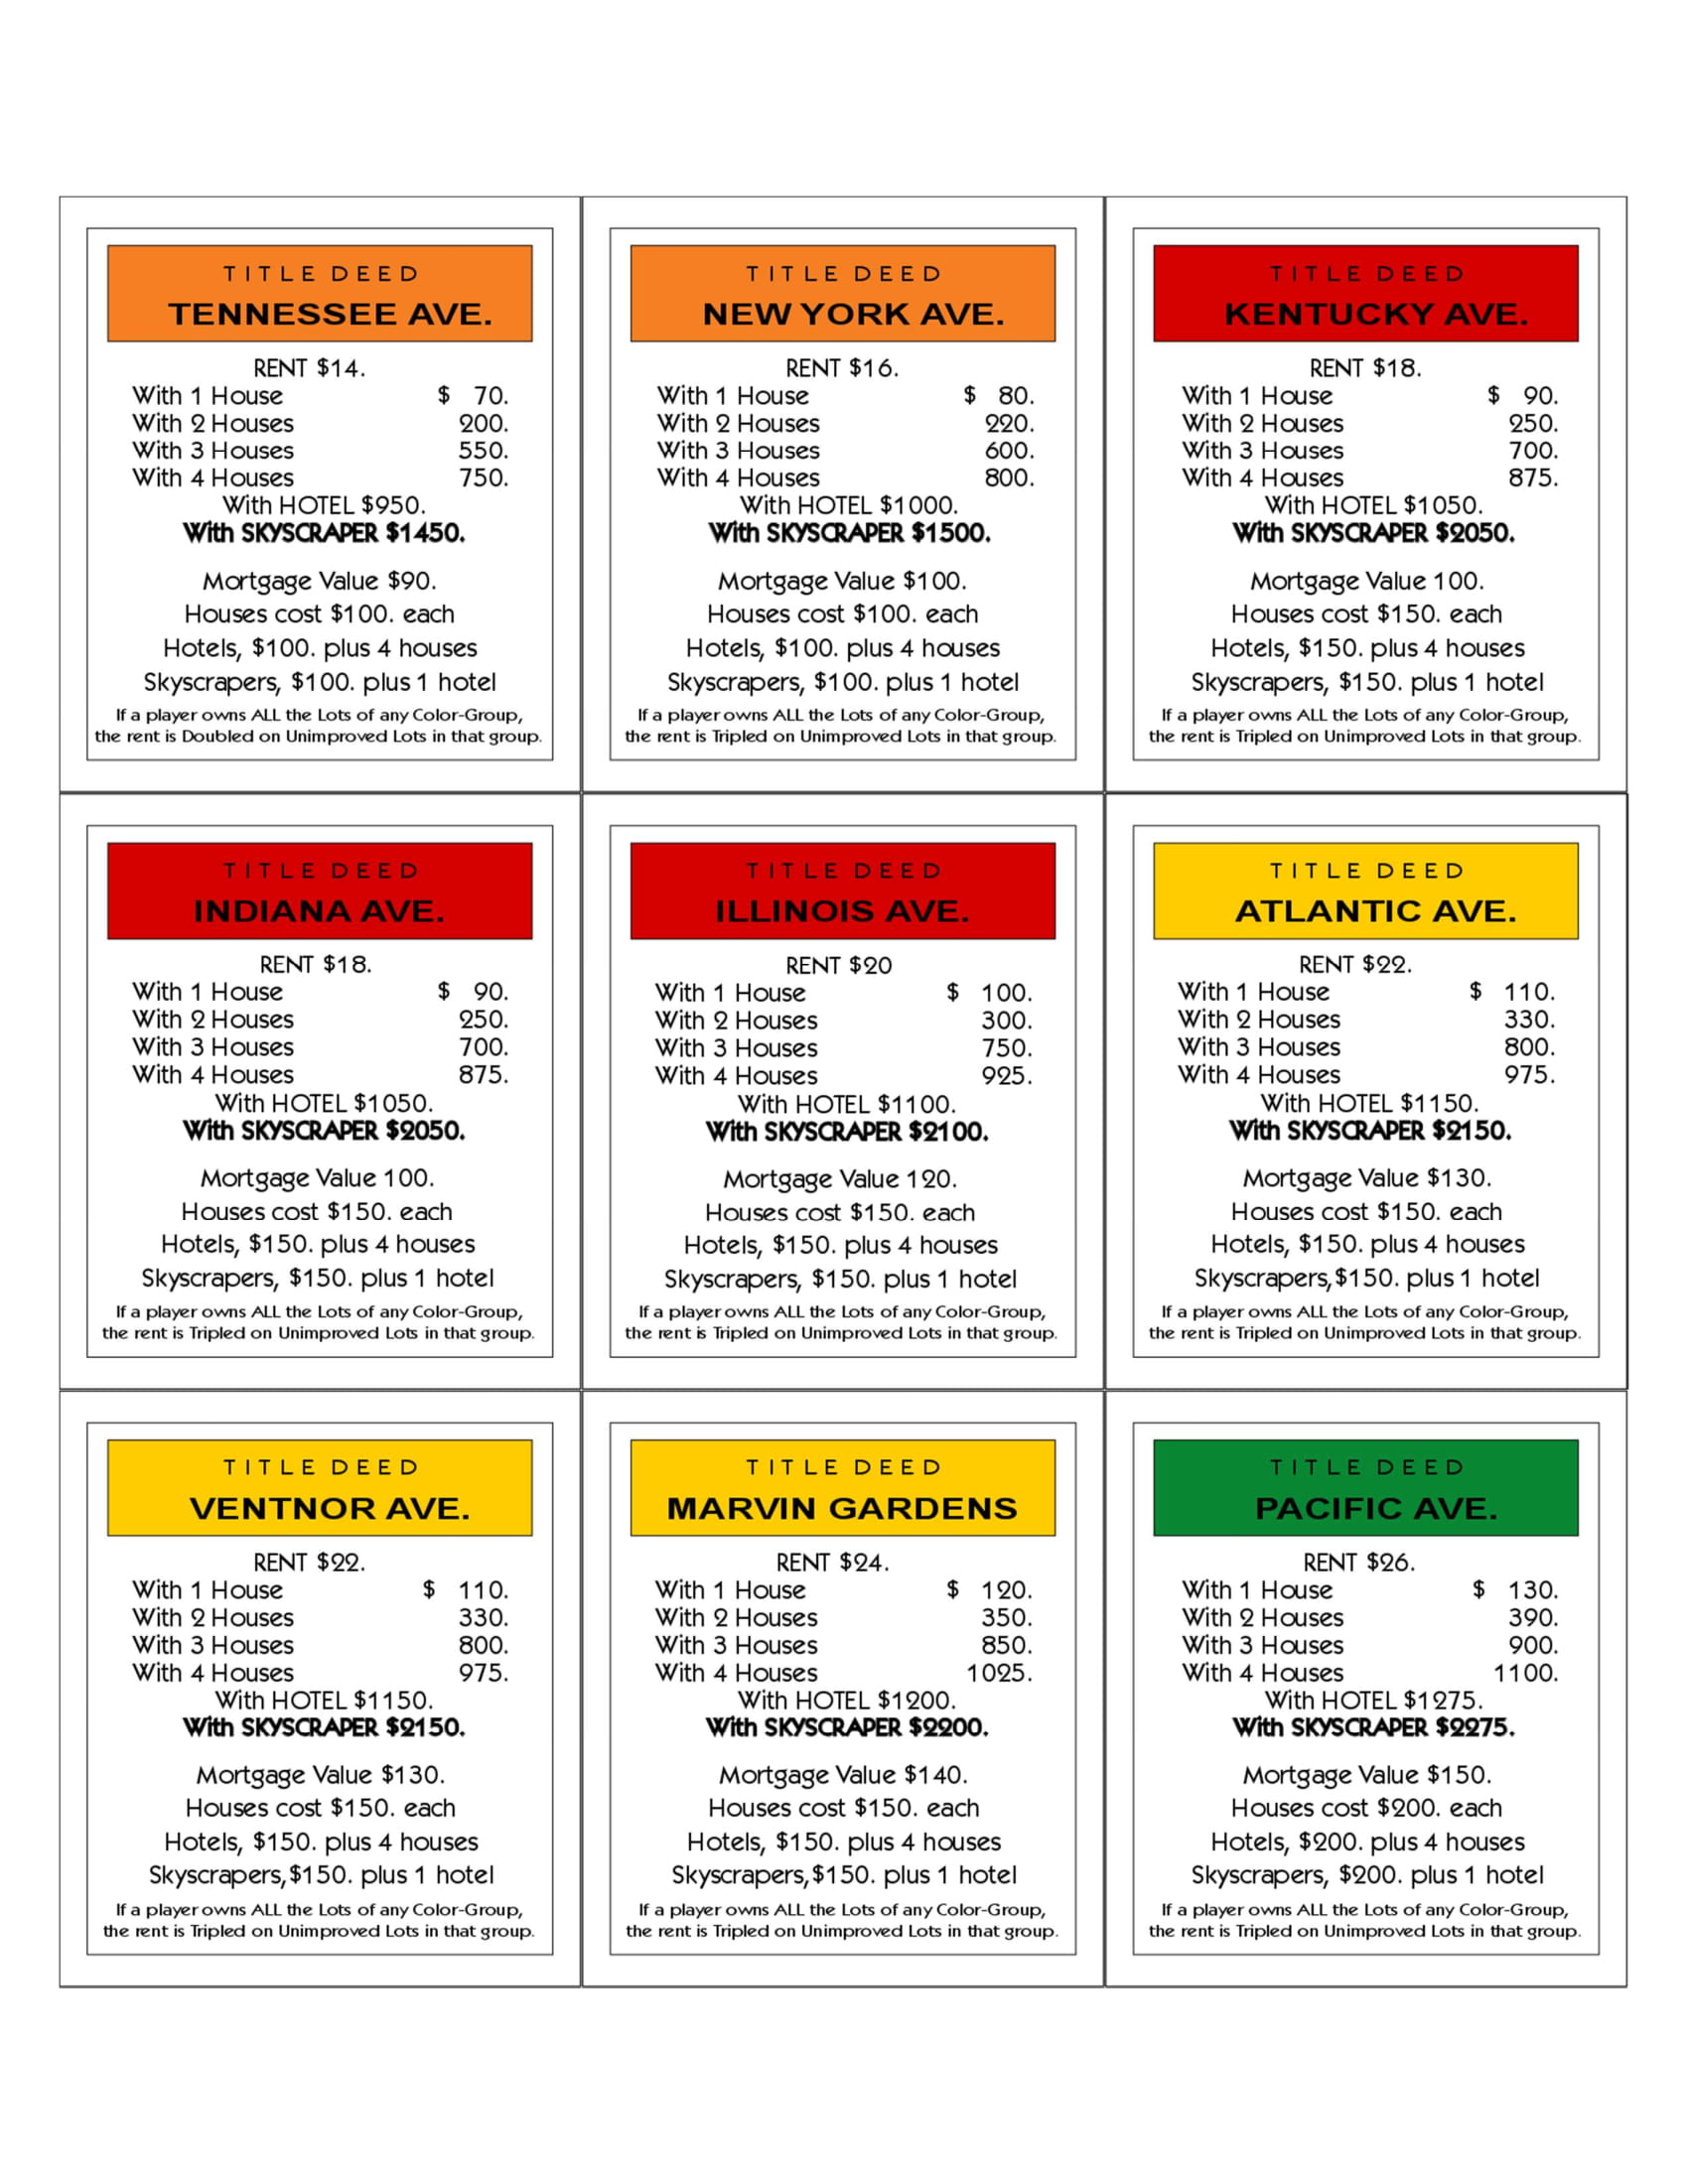 TITLE DEED
TENNESSEE AVE.
RENT $14.
With 1 House $ 70.
With 2 Houses 200.
With 3 Houses 550.
With 4 Houses 750.
With HOTEL $950.
With SKYSCRAPER $1450.
Mortgage Value $90.
Houses cost $100. each
Hotels, $100. plus 4 houses
Skyscrapers, $100. plus 1 hotel
If a player owns ALL the Lots of any Color-Group,
the rent is Doubled on Unimproved Lots in that group.
TITLE DEED
NEW YORK AVE.
RENT $16.
With 1 House $ 80.
With 2 Houses 220.
With 3 Houses 600.
With 4 Houses 800.
With HOTEL $1000.
With SKYSCRAPER $1500.
Mortgage Value $100.
Houses cost $100. each
Hotels, $100. plus 4 houses
Skyscrapers, $100. plus 1 hotel
If a player owns ALL the Lots of any Color-Group,
the rent is Tripled on Unimproved Lots in that group.
TITLE DEED
KENTUCKY AVE.
RENT $18.
With 1 House $ 90.
With 2 Houses 250.
With 3 Houses 700.
With 4 Houses 875.
With HOTEL $1050.
With SKYSCRAPER $2050.
Mortgage Value 100.
Houses cost $150. each
Hotels, $150. plus 4 houses
Skyscrapers, $150. plus 1 hotel
If a player owns ALL the Lots of any Color-Group,
the rent is Tripled on Unimproved Lots in that group.
TITLE DEED
INDIANA AVE.
RENT $18.
With 1 House $ 90.
With 2 Houses 250.
With 3 Houses 700.
With 4 Houses 875.
With HOTEL $1050.
With SKYSCRAPER $2050.
Mortgage Value 100.
Houses cost $150. each
Hotels, $150. plus 4 houses
Skyscrapers, $150. plus 1 hotel
If a player owns ALL the Lots of any Color-Group,
the rent is Tripled on Unimproved Lots in that group.
TITLE DEED
ILLINOIS AVE.
RENT $20
With 1 House $ 100.
With 2 Houses 300.
With 3 Houses 750.
With 4 Houses 925.
With HOTEL $1100.
With SKYSCRAPER $2100.
Mortgage Value 120.
Houses cost $150. each
Hotels, $150. plus 4 houses
Skyscrapers, $150. plus 1 hotel
If a player owns ALL the Lots of any Color-Group,
the rent is Tripled on Unimproved Lots in that group.
TITLE DEED
ATLANTIC AVE.
RENT $22.
With 1 House $ 110.
With 2 Houses 330.
With 3 Houses 800.
With 4 Houses 975.
With HOTEL $1150.
With SKYSCRAPER $2150.
Mortgage Value $130.
Houses cost $150. each
Hotels, $150. plus 4 houses
Skyscrapers,$150. plus 1 hotel
If a player owns ALL the Lots of any Color-Group,
the rent is Tripled on Unimproved Lots in that group.
TITLE DEED
VENTNOR AVE.
RENT $22.
With 1 House $ 110.
With 2 Houses 330.
With 3 Houses 800.
With 4 Houses 975.
With HOTEL $1150.
With SKYSCRAPER $2150.
Mortgage Value $130.
Houses cost $150. each
Hotels, $150. plus 4 houses
Skyscrapers,$150. plus 1 hotel
If a player owns ALL the Lots of any Color-Group,
the rent is Tripled on Unimproved Lots in that group.
TITLE DEED
MARVIN GARDENS
RENT $24.
With 1 House $ 120.
With 2 Houses 350.
With 3 Houses 850.
With 4 Houses 1025.
With HOTEL $1200.
With SKYSCRAPER $2200.
Mortgage Value $140.
Houses cost $150. each
Hotels, $150. plus 4 houses
Skyscrapers,$150. plus 1 hotel
If a player owns ALL the Lots of any Color-Group,
the rent is Tripled on Unimproved Lots in that group.
TITLE DEED
PACIFIC AVE.
RENT $26.
With 1 House $ 130.
With 2 Houses 390.
With 3 Houses 900.
With 4 Houses 1100.
With HOTEL $1275.
With SKYSCRAPER $2275.
Mortgage Value $150.
Houses cost $200. each
Hotels, $200. plus 4 houses
Skyscrapers, $200. plus 1 hotel
If a player owns ALL the Lots of any Color-Group,
the rent is Tripled on Unimproved Lots in that group.